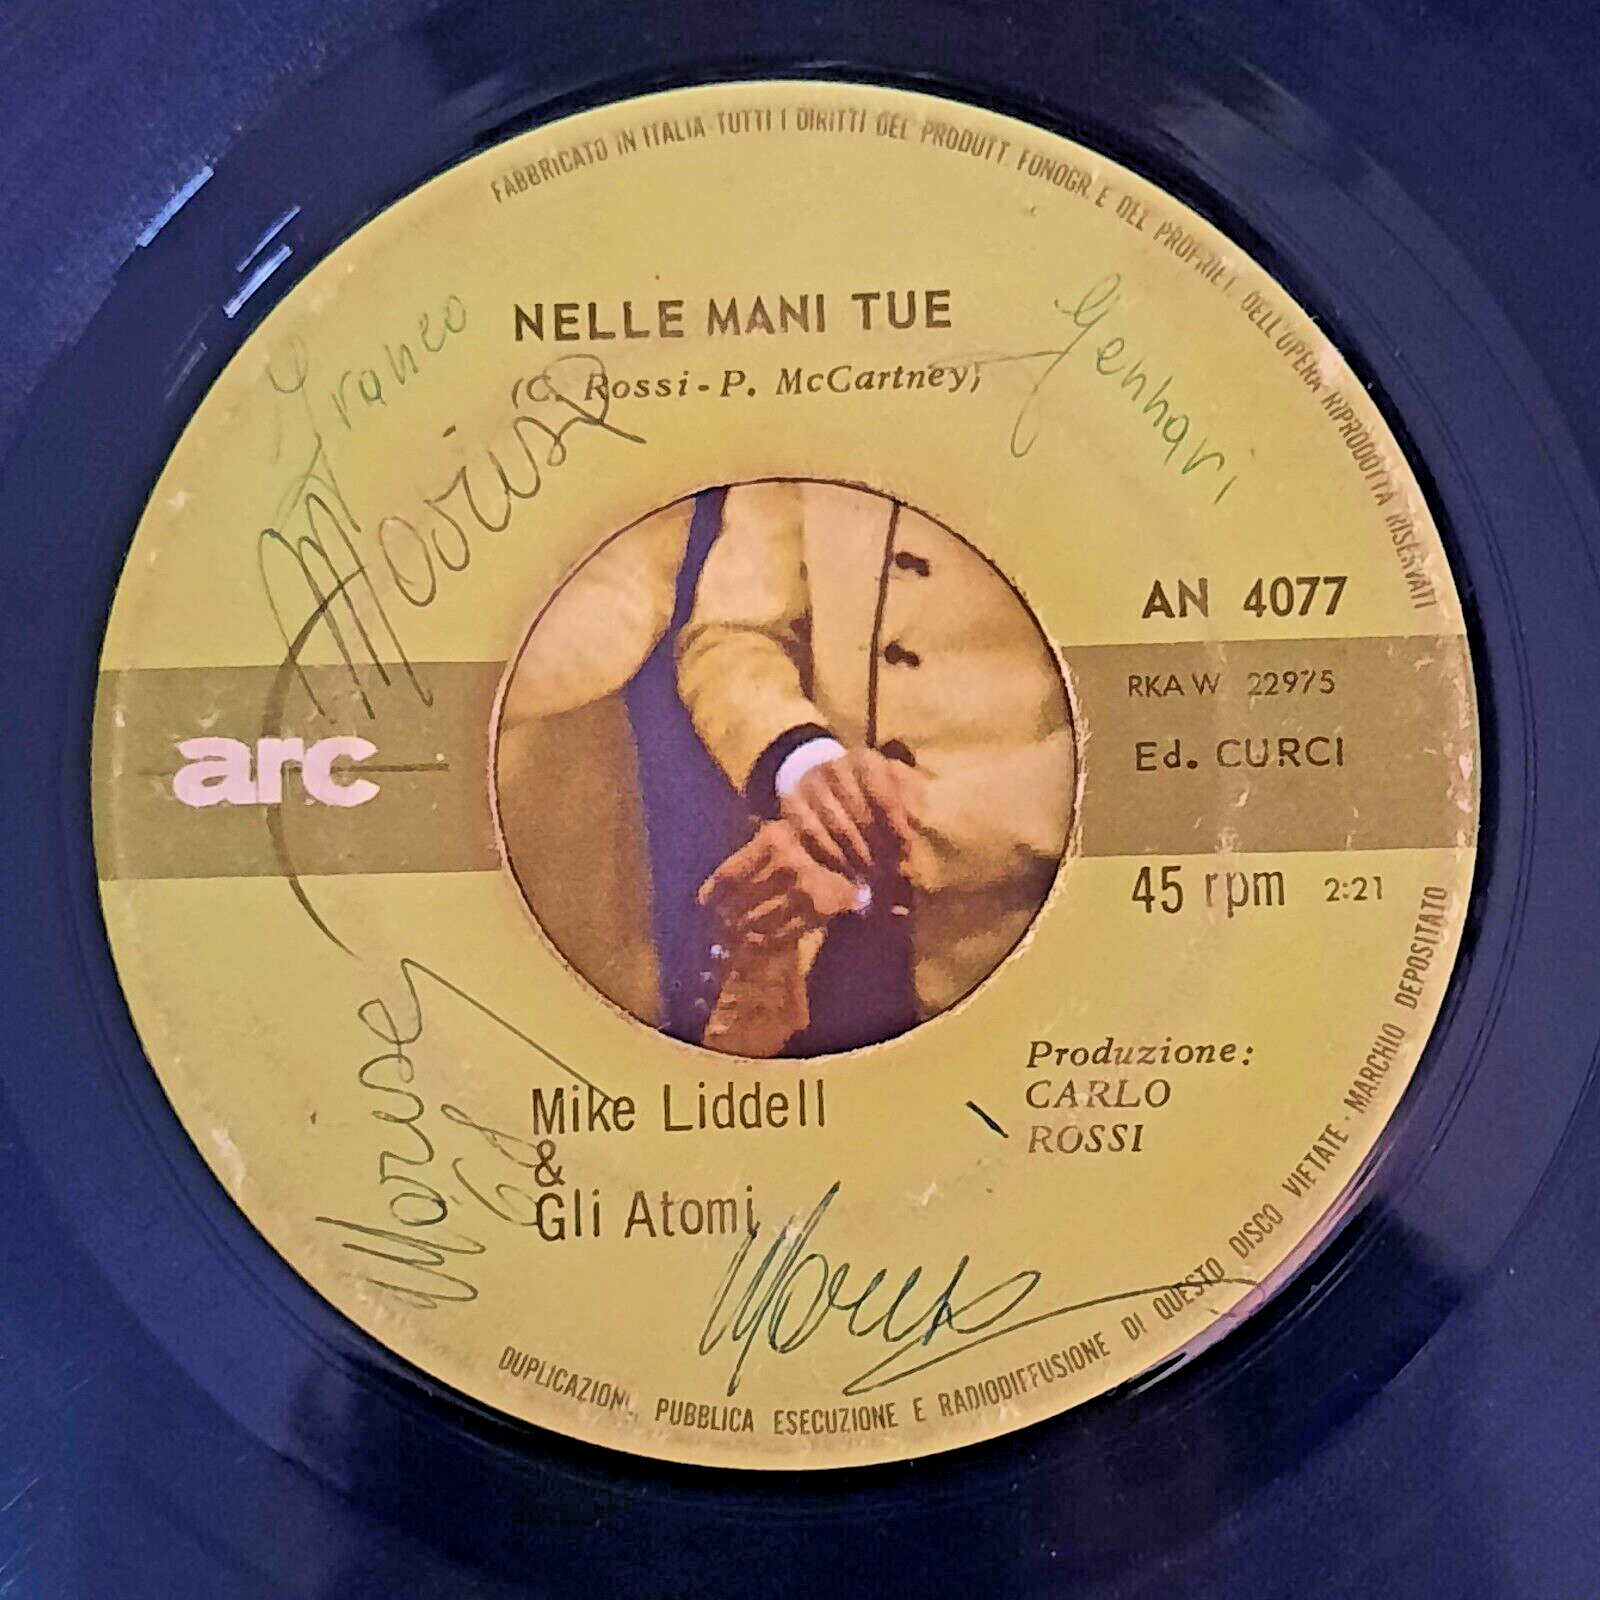 FABBRICATO IN ITALIA · TUTTI I DIRITTI DEL PRODUTT. FONOGR. E DEL PROPRIET. DELL'OPERA RIPRODOTTA RISERVATI
NELLE MANI TUE
(C. Rossi - P. McCartney)
Franco
Gennari
AN 4077
RKAW 22975
arc
Ed. CURCI
45 rpm 2:21
Produzione:
CARLO
ROSSI
Mike Liddell
&
Gli Atomi
DUPLICAZIONE PUBBLICA ESECUZIONE E RADIODIFFUSIONE DI QUESTO DISCO VIETATE · MARCHIO DEPOSITATO